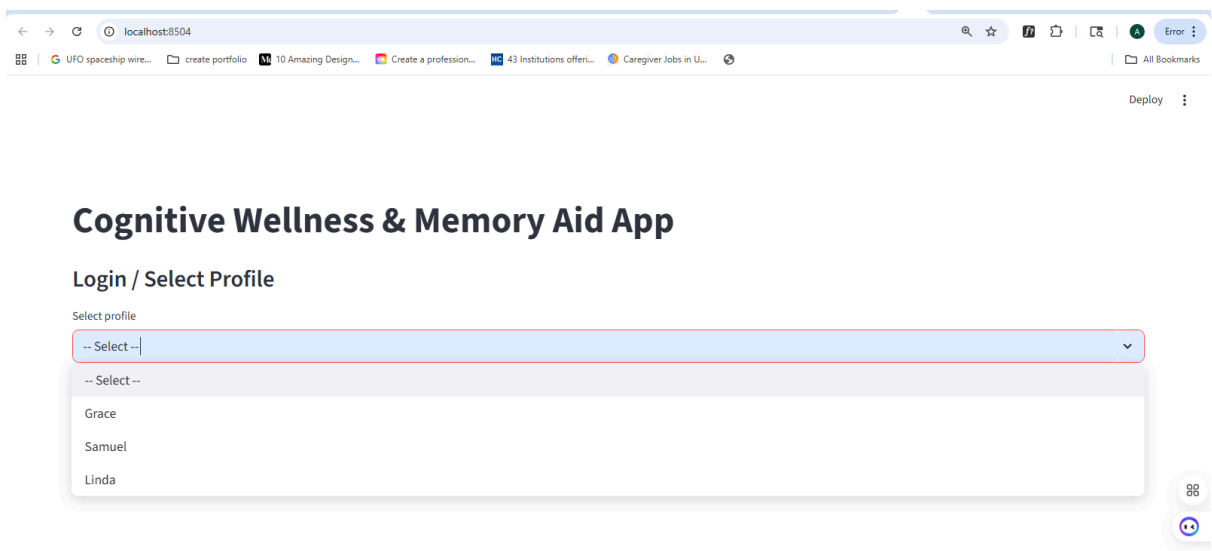 localhost:8504
Error
UFO spaceship wire... create portfolio 10 Amazing Design... Create a profession... HC 43 Institutions offeri... Caregiver Jobs in U... All Bookmarks
Deploy
Cognitive Wellness & Memory Aid App
Login / Select Profile
Select profile
-- Select --
-- Select --
Grace
Samuel
Linda